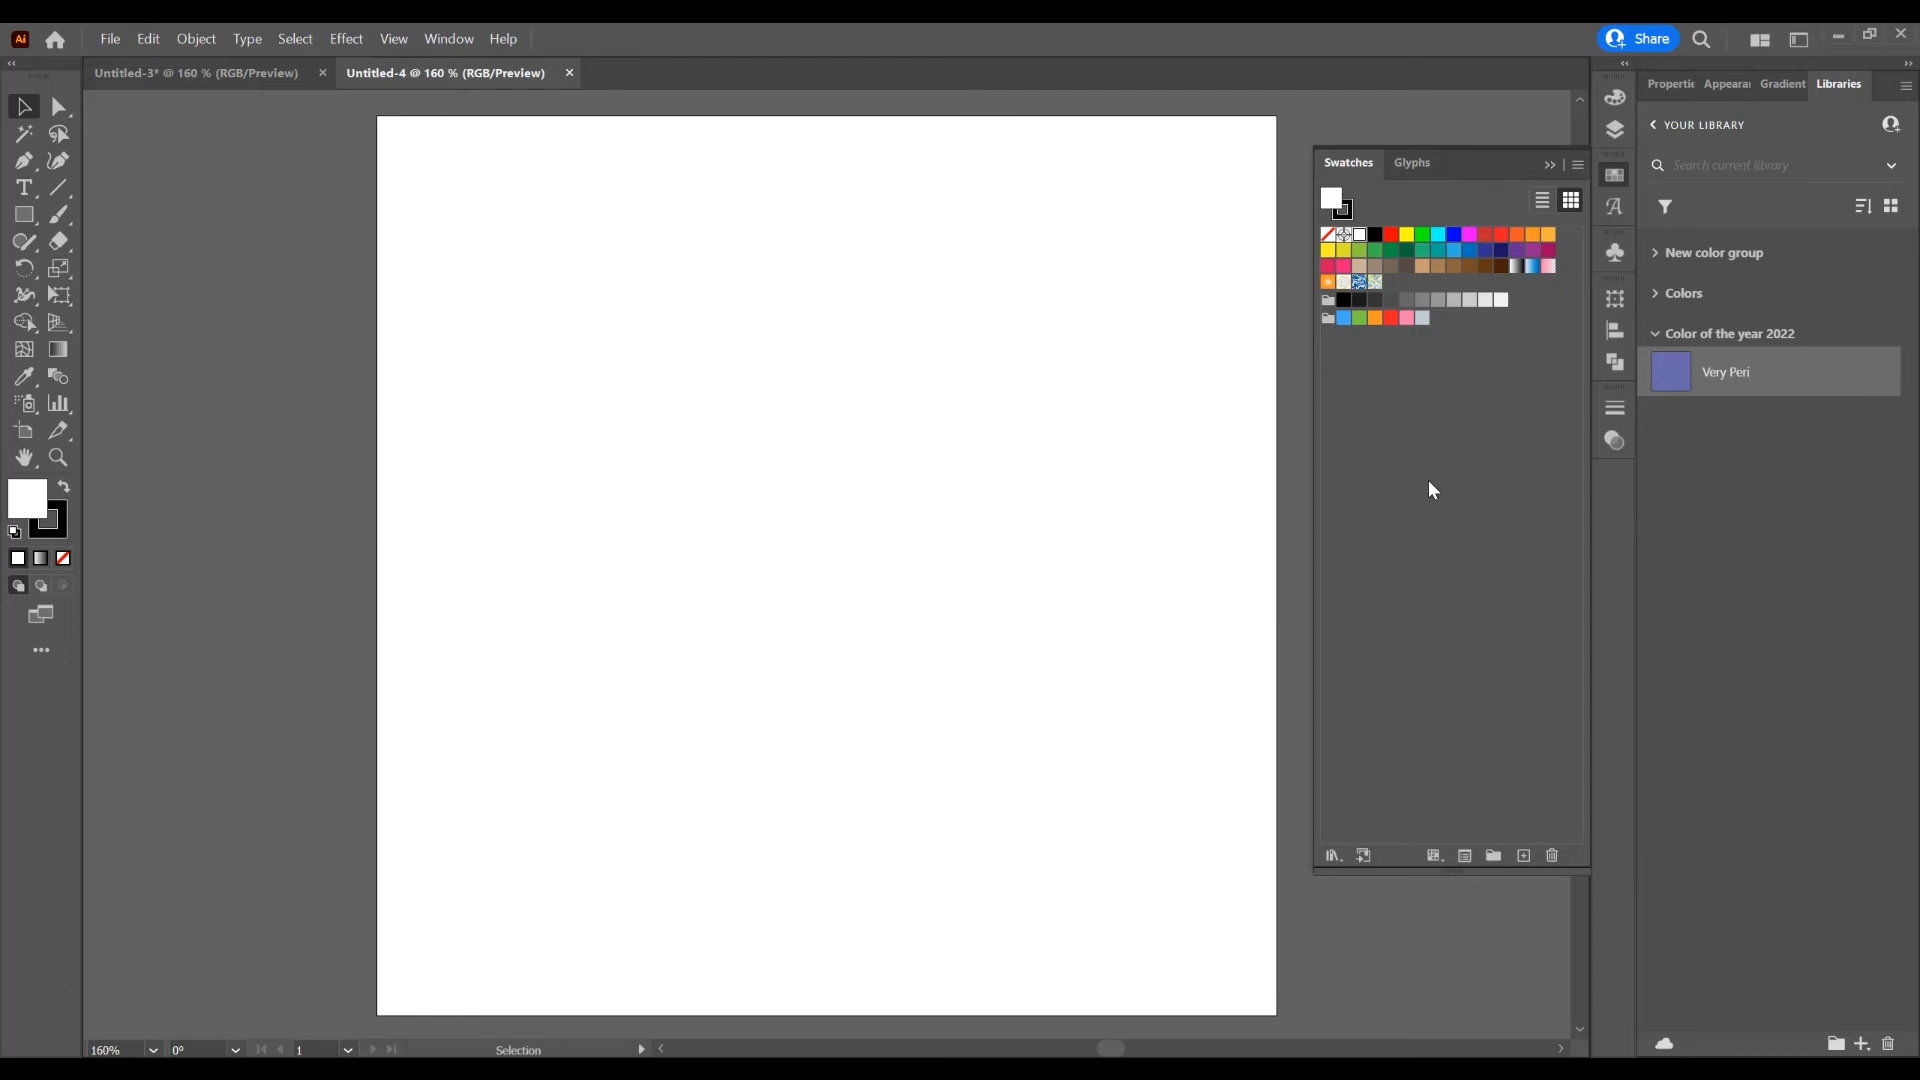 Ai File Edit Object Type Select Effect View Window Help Share
Untitled-3* @ 160 % (RGB/Preview) Untitled-4 @ 160 % (RGB/Preview)
Propertie Appearar Gradient Libraries
YOUR LIBRARY
Search current library
Swatches Glyphs
New color group
Colors
Color of the year 2022
Very Peri
160% 0° 1 Selection